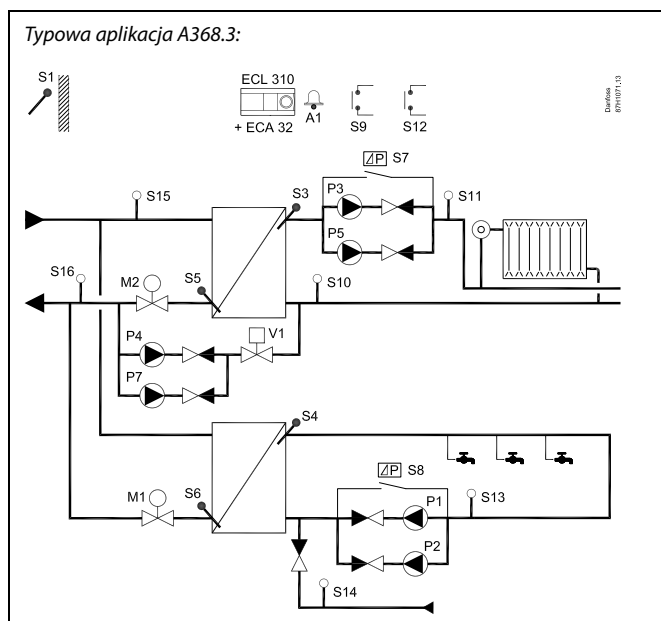 Typowa aplikacja A368.3:
S1
ECL 310
+ ECA 32
A1
S9
S12
Danfoss
87H1071.13
S7
P3
P5
S3
S11
S15
S16
M2
S5
S10
P4
V1
P7
S4
S8
M1
S6
P1
P2
S13
S14